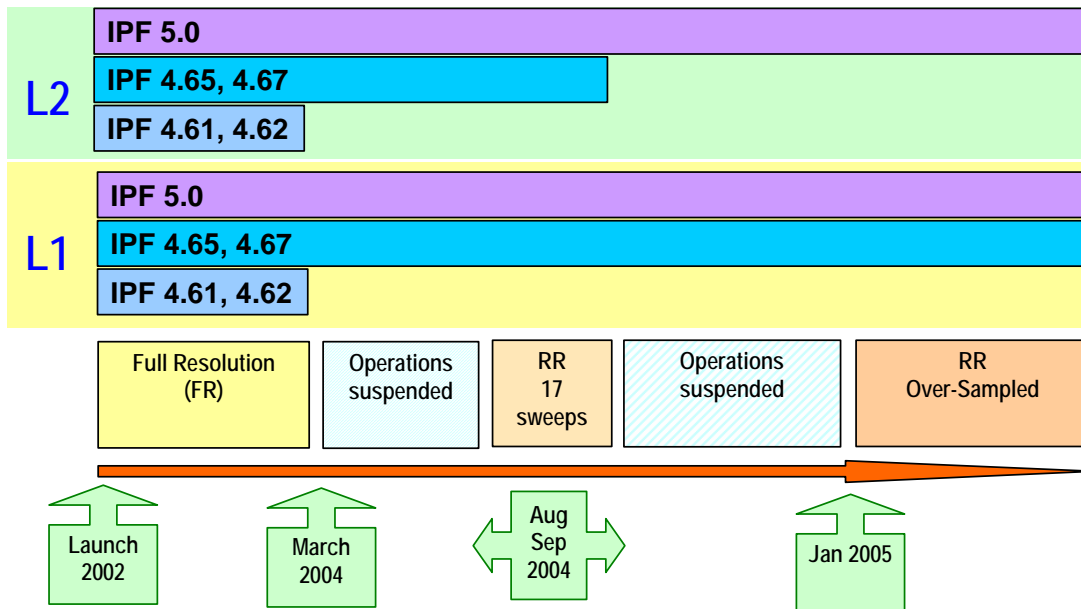 L2
IPF 5.0
IPF 4.65, 4.67
IPF 4.61, 4.62
L1
IPF 5.0
IPF 4.65, 4.67
IPF 4.61, 4.62
Full Resolution
(FR)
Operations
suspended
RR
17
sweeps
Operations
suspended
RR
Over-Sampled
Launch
2002
March
2004
Aug
Sep
2004
Jan 2005